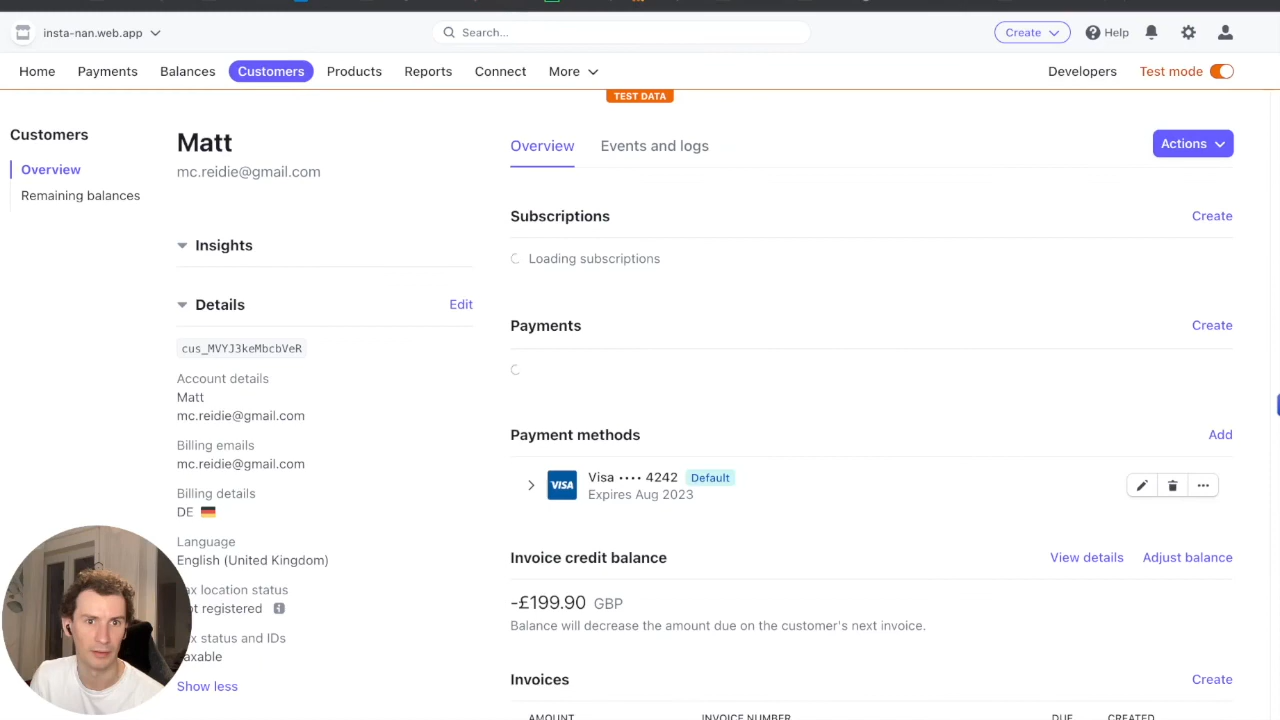 insta-nan.web.app
Search...
Create
Help
Home
Payments
Balances
Customers
Products
Reports
Connect
More
Developers
Test mode
TEST DATA
Customers
Overview
Remaining balances
Matt
mc.reidie@gmail.com
Insights
Details
Edit
cus_MVYJ3keMbcbVeR
Account details
Matt
mc.reidie@gmail.com
Billing emails
mc.reidie@gmail.com
Billing details
DE
Language
English (United Kingdom)
location status
registered
status and IDs
Show less
Overview
Events and logs
Actions
Subscriptions
Create
Loading subscriptions
Payments
Create
Payment methods
Add
VISA
Visa •••• 4242 Default
Expires Aug 2023
Invoice credit balance
View details
Adjust balance
-£199.90 GBP
Balance will decrease the amount due on the customer's next invoice.
Invoices
Create
AMOUNT
INVOICE NUMBER
DUE
CREATED